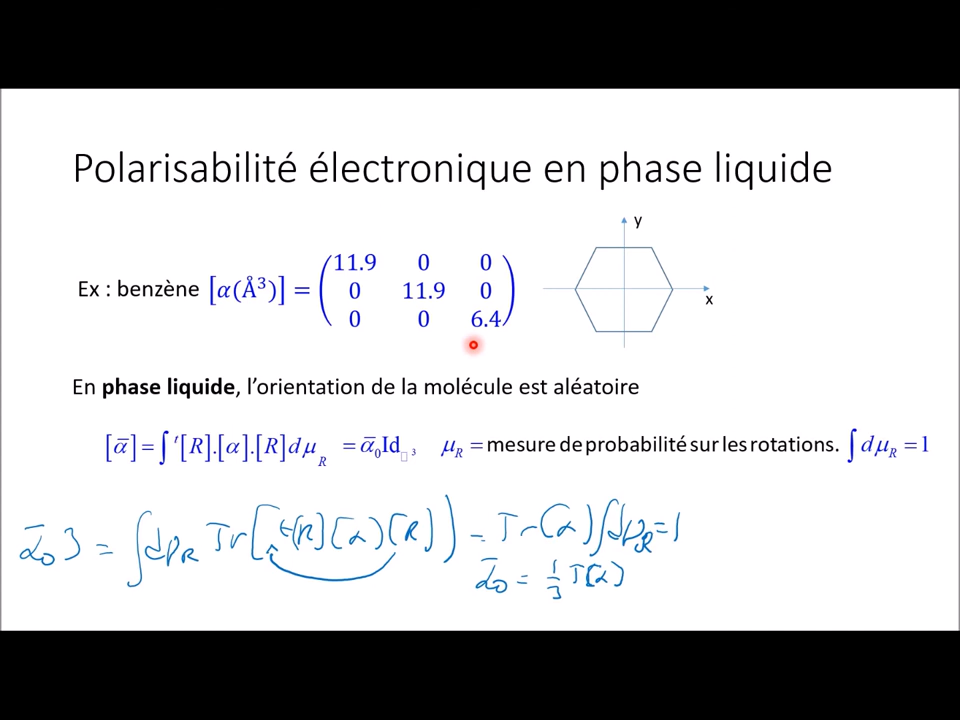 Polarisabilité électronique en phase liquide
y
Ex : benzène [α(Å³)] = (11.9 0 0
0 11.9 0
0 0 6.4)
x
En phase liquide, l’orientation de la molécule est aléatoire
[ᾱ] = ∫ ᵗ[R].[α].[R]dμ_R = ᾱ₀Id_□³ μ_R = mesure de probabilité sur les rotations. ∫dμ_R = 1
ᾱ₀ 3 = ∫dμ_R Tr[t[R][α][R]] = Tr(α)∫dμ_R=1
ᾱ₀ = 1/3 T[α]